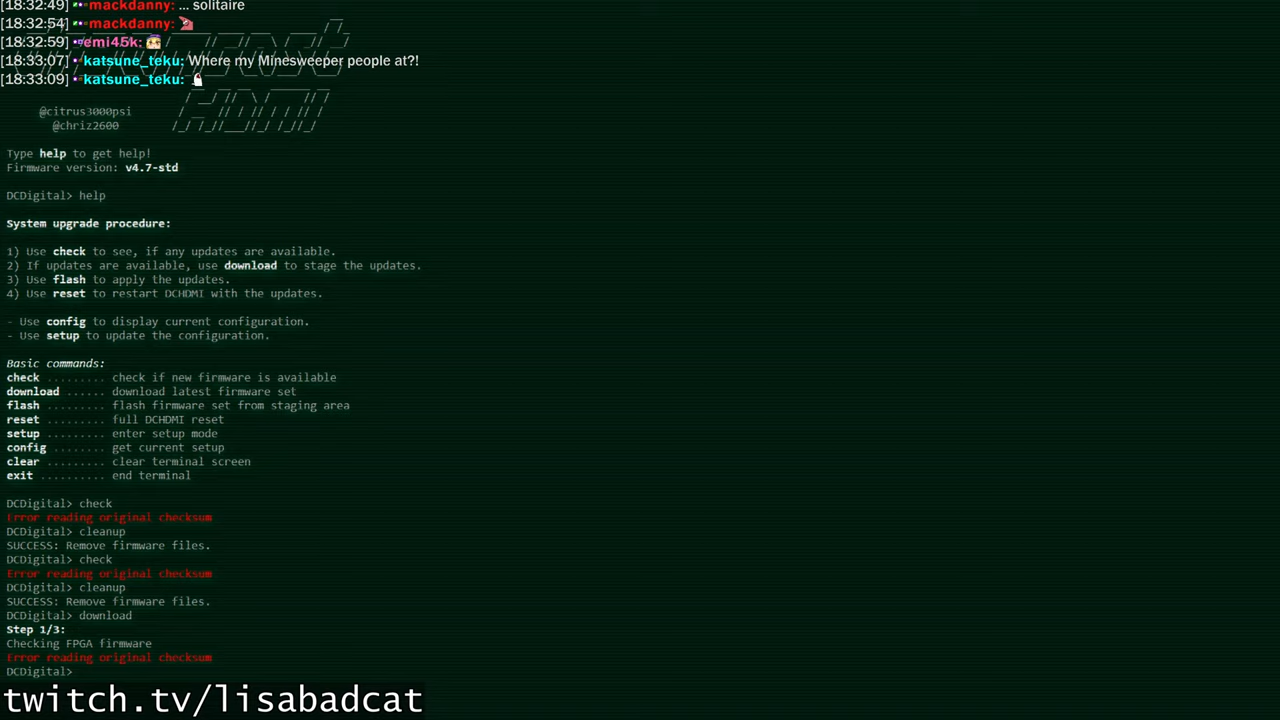 [18:32:49] mackdanny: ... solitaire
[18:32:54] mackdanny:
[18:32:59] emi45k:
[18:33:07] katsune_teku: Where my Minesweeper people at?!
[18:33:09] katsune_teku:
@citrus3000psi
@chriz2600
Type help to get help!
Firmware version: v4.7-std
DCDigital> help
System upgrade procedure:
1) Use check to see, if any updates are available.
2) If updates are available, use download to stage the updates.
3) Use flash to apply the updates.
4) Use reset to restart DCHDMI with the updates.
- Use config to display current configuration.
- Use setup to update the configuration.
Basic commands:
check ......... check if new firmware is available
download ...... download latest firmware set
flash ......... flash firmware set from staging area
reset ......... full DCHDMI reset
setup ......... enter setup mode
config ........ get current setup
clear ......... clear terminal screen
exit .......... end terminal
DCDigital> check
Error reading original checksum
DCDigital> cleanup
SUCCESS: Remove firmware files.
DCDigital> check
Error reading original checksum
DCDigital> cleanup
SUCCESS: Remove firmware files.
DCDigital> download
Step 1/3:
Checking FPGA firmware
Error reading original checksum
DCDigital>
twitch.tv/lisabadcat